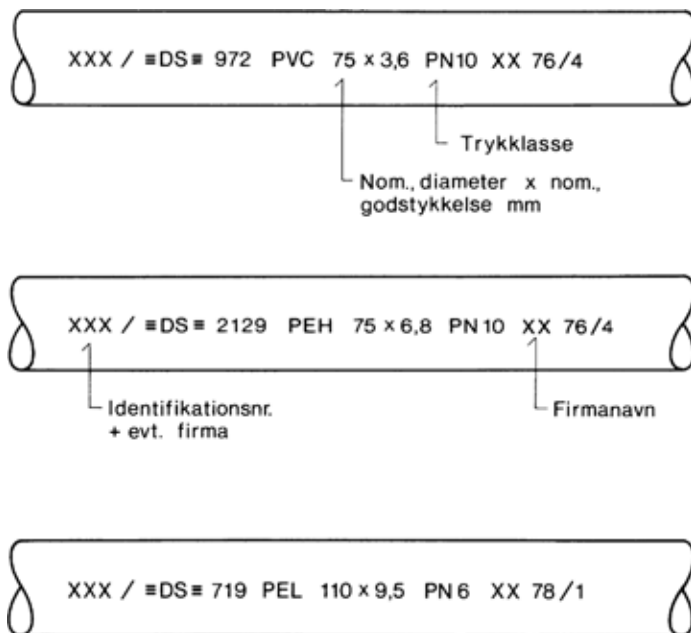 XXX / ≡DS≡ 972 PVC 75 × 3,6 PN10 XX 76/4
Trykklasse
Nom., diameter x nom.,
godstykkelse mm
XXX / ≡DS≡ 2129 PEH 75 × 6,8 PN 10 XX 76/4
Identifikationsnr.
+ evt. firma
Firmanavn
XXX / ≡DS≡ 719 PEL 110 × 9,5 PN 6 XX 78/1